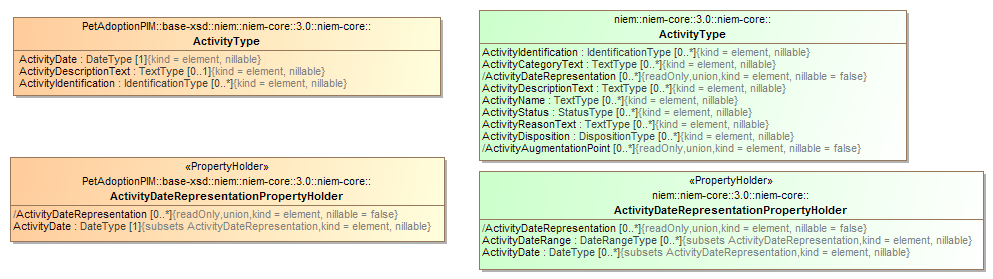 PetAdoptionPIM::base-xsd::niem::niem-core::3.0::niem-core::
ActivityType
ActivityDate : DateType [1]{kind = element, nillable}
ActivityDescriptionText : TextType [0..1]{kind = element, nillable}
ActivityIdentification : IdentificationType [0..*]{kind = element, nillable}
niem::niem-core::3.0::niem-core::
ActivityType
ActivityIdentification : IdentificationType [0..*]{kind = element, nillable}
ActivityCategoryText : TextType [0..*]{kind = element, nillable}
/ActivityDateRepresentation [0..*]{readOnly,union,kind = element, nillable = false}
ActivityDescriptionText : TextType [0..*]{kind = element, nillable}
ActivityName : TextType [0..*]{kind = element, nillable}
ActivityStatus : StatusType [0..*]{kind = element, nillable}
ActivityReasonText : TextType [0..*]{kind = element, nillable}
ActivityDisposition : DispositionType [0..*]{kind = element, nillable}
/ActivityAugmentationPoint [0..*]{readOnly,union,kind = element, nillable = false}
«PropertyHolder»
PetAdoptionPIM::base-xsd::niem::niem-core::3.0::niem-core::
ActivityDateRepresentationPropertyHolder
/ActivityDateRepresentation [0..*]{readOnly,union,kind = element, nillable = false}
ActivityDate : DateType [1]{subsets ActivityDateRepresentation,kind = element, nillable}
«PropertyHolder»
niem::niem-core::3.0::niem-core::
ActivityDateRepresentationPropertyHolder
/ActivityDateRepresentation [0..*]{readOnly,union,kind = element, nillable = false}
ActivityDateRange : DateRangeType [0..*]{subsets ActivityDateRepresentation,kind = element, nillable}
ActivityDate : DateType [0..*]{subsets ActivityDateRepresentation,kind = element, nillable}